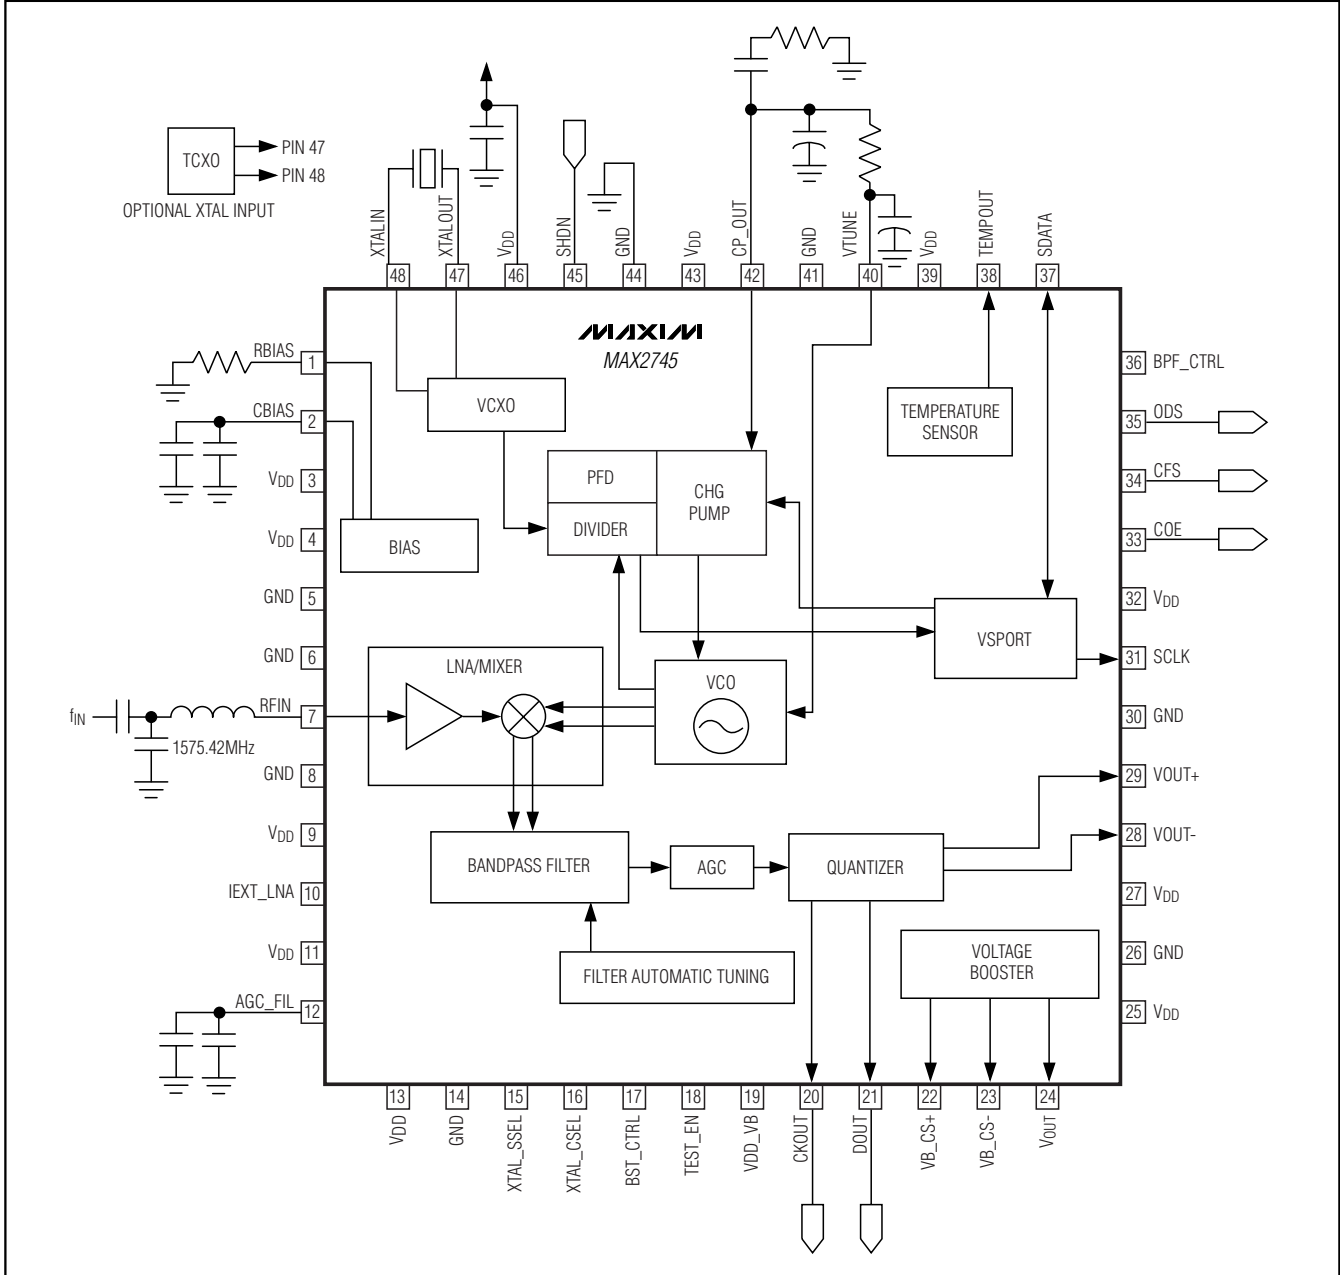 TCXO
PIN 47
PIN 48
OPTIONAL XTAL INPUT
XTALIN
XTALOUT
VDD
SHDN
GND
VDD
CP_OUT
GND
VTUNE
VDD
TEMPOUT
SDATA
48
47
46
45
44
43
42
41
40
39
38
37
MAXIM
MAX2745
RBIAS
1
CBIAS
2
VDD
3
VDD
4
GND
5
GND
6
fIN
RFIN
7
1575.42MHz
GND
8
VDD
9
IEXT_LNA
10
VDD
11
AGC_FIL
12
VCXO
BIAS
PFD
DIVIDER
CHG
PUMP
TEMPERATURE
SENSOR
VSPORT
LNA/MIXER
VCO
BANDPASS FILTER
AGC
QUANTIZER
FILTER AUTOMATIC TUNING
VOLTAGE
BOOSTER
36
BPF_CTRL
35
ODS
34
CFS
33
COE
32
VDD
31
SCLK
30
GND
29
VOUT+
28
VOUT-
27
VDD
26
GND
25
VDD
13
14
15
16
17
18
19
20
21
22
23
24
VDD
GND
XTAL_SSEL
XTAL_CSEL
BST_CTRL
TEST_EN
VDD_VB
CKOUT
DOUT
VB_CS+
VB_CS-
VOUT